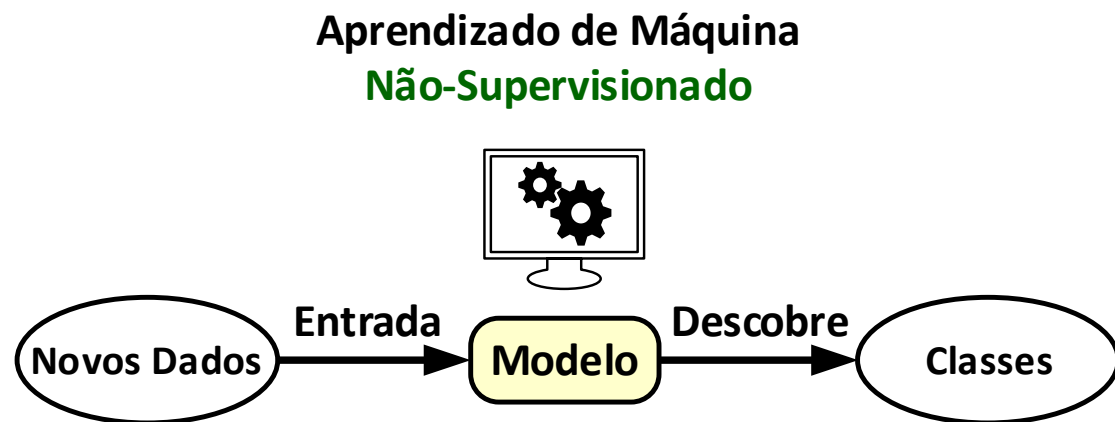 Aprendizado de Máquina
Não-Supervisionado
Novos Dados
Entrada
Modelo
Descobre
Classes